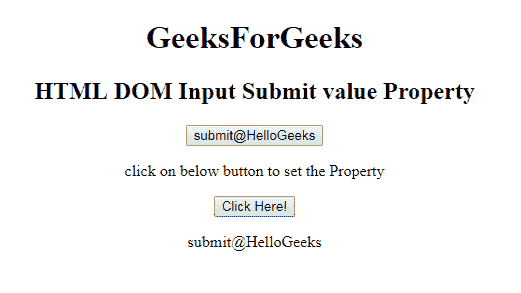 GeeksForGeeks
HTML DOM Input Submit value Property
submit@HelloGeeks
click on below button to set the Property
Click Here!
submit@HelloGeeks